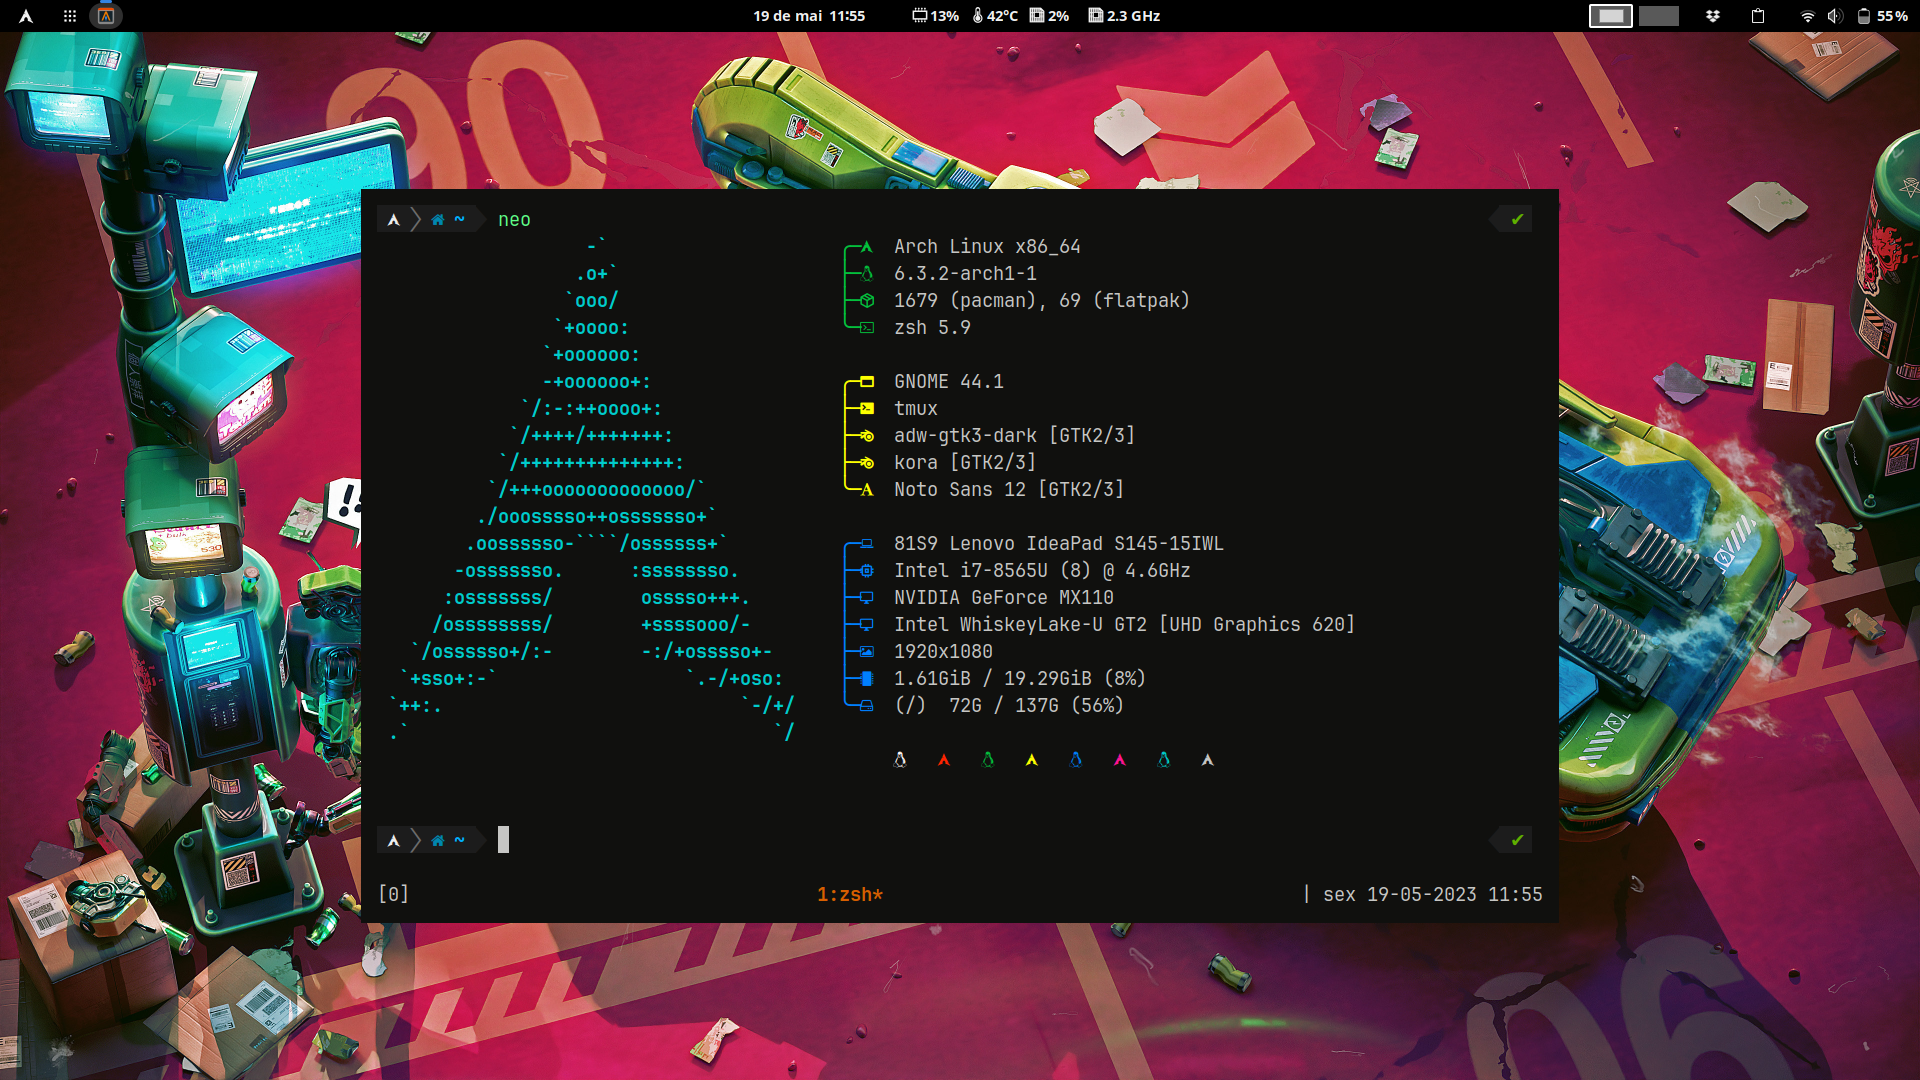 19 de mai  11:55
13%
42ºC
2%
2.3 GHz
55 %
90
~ neo
-`
.o+`
`ooo/
`+oooo:
`+oooooo:
-+oooooo+:
`/:-:++oooo+:
`/++++/+++++++:
`/++++++++++++++:
`/+++ooooooooooooo/`
./ooosssso++osssssso+`
.oossssso-````/ossssss+`
-osssssso.      :ssssssso.
:osssssss/        osssso+++.
/ossssssss/        +ssssooo/-
`/ossssso+/:-        -:/+osssso+-
`+sso+:-`                 `.-/+oso:
`++:.                           `-/+/
.`                                 `/
Arch Linux x86_64
6.3.2-arch1-1
1679 (pacman), 69 (flatpak)
zsh 5.9
GNOME 44.1
tmux
adw-gtk3-dark [GTK2/3]
kora [GTK2/3]
Noto Sans 12 [GTK2/3]
81S9 Lenovo IdeaPad S145-15IWL
Intel i7-8565U (8) @ 4.6GHz
NVIDIA GeForce MX110
Intel WhiskeyLake-U GT2 [UHD Graphics 620]
1920x1080
1.61GiB / 19.29GiB (8%)
(/)  72G / 137G (56%)
~
[0]
1:zsh*
| sex 19-05-2023 11:55
!!
530
06